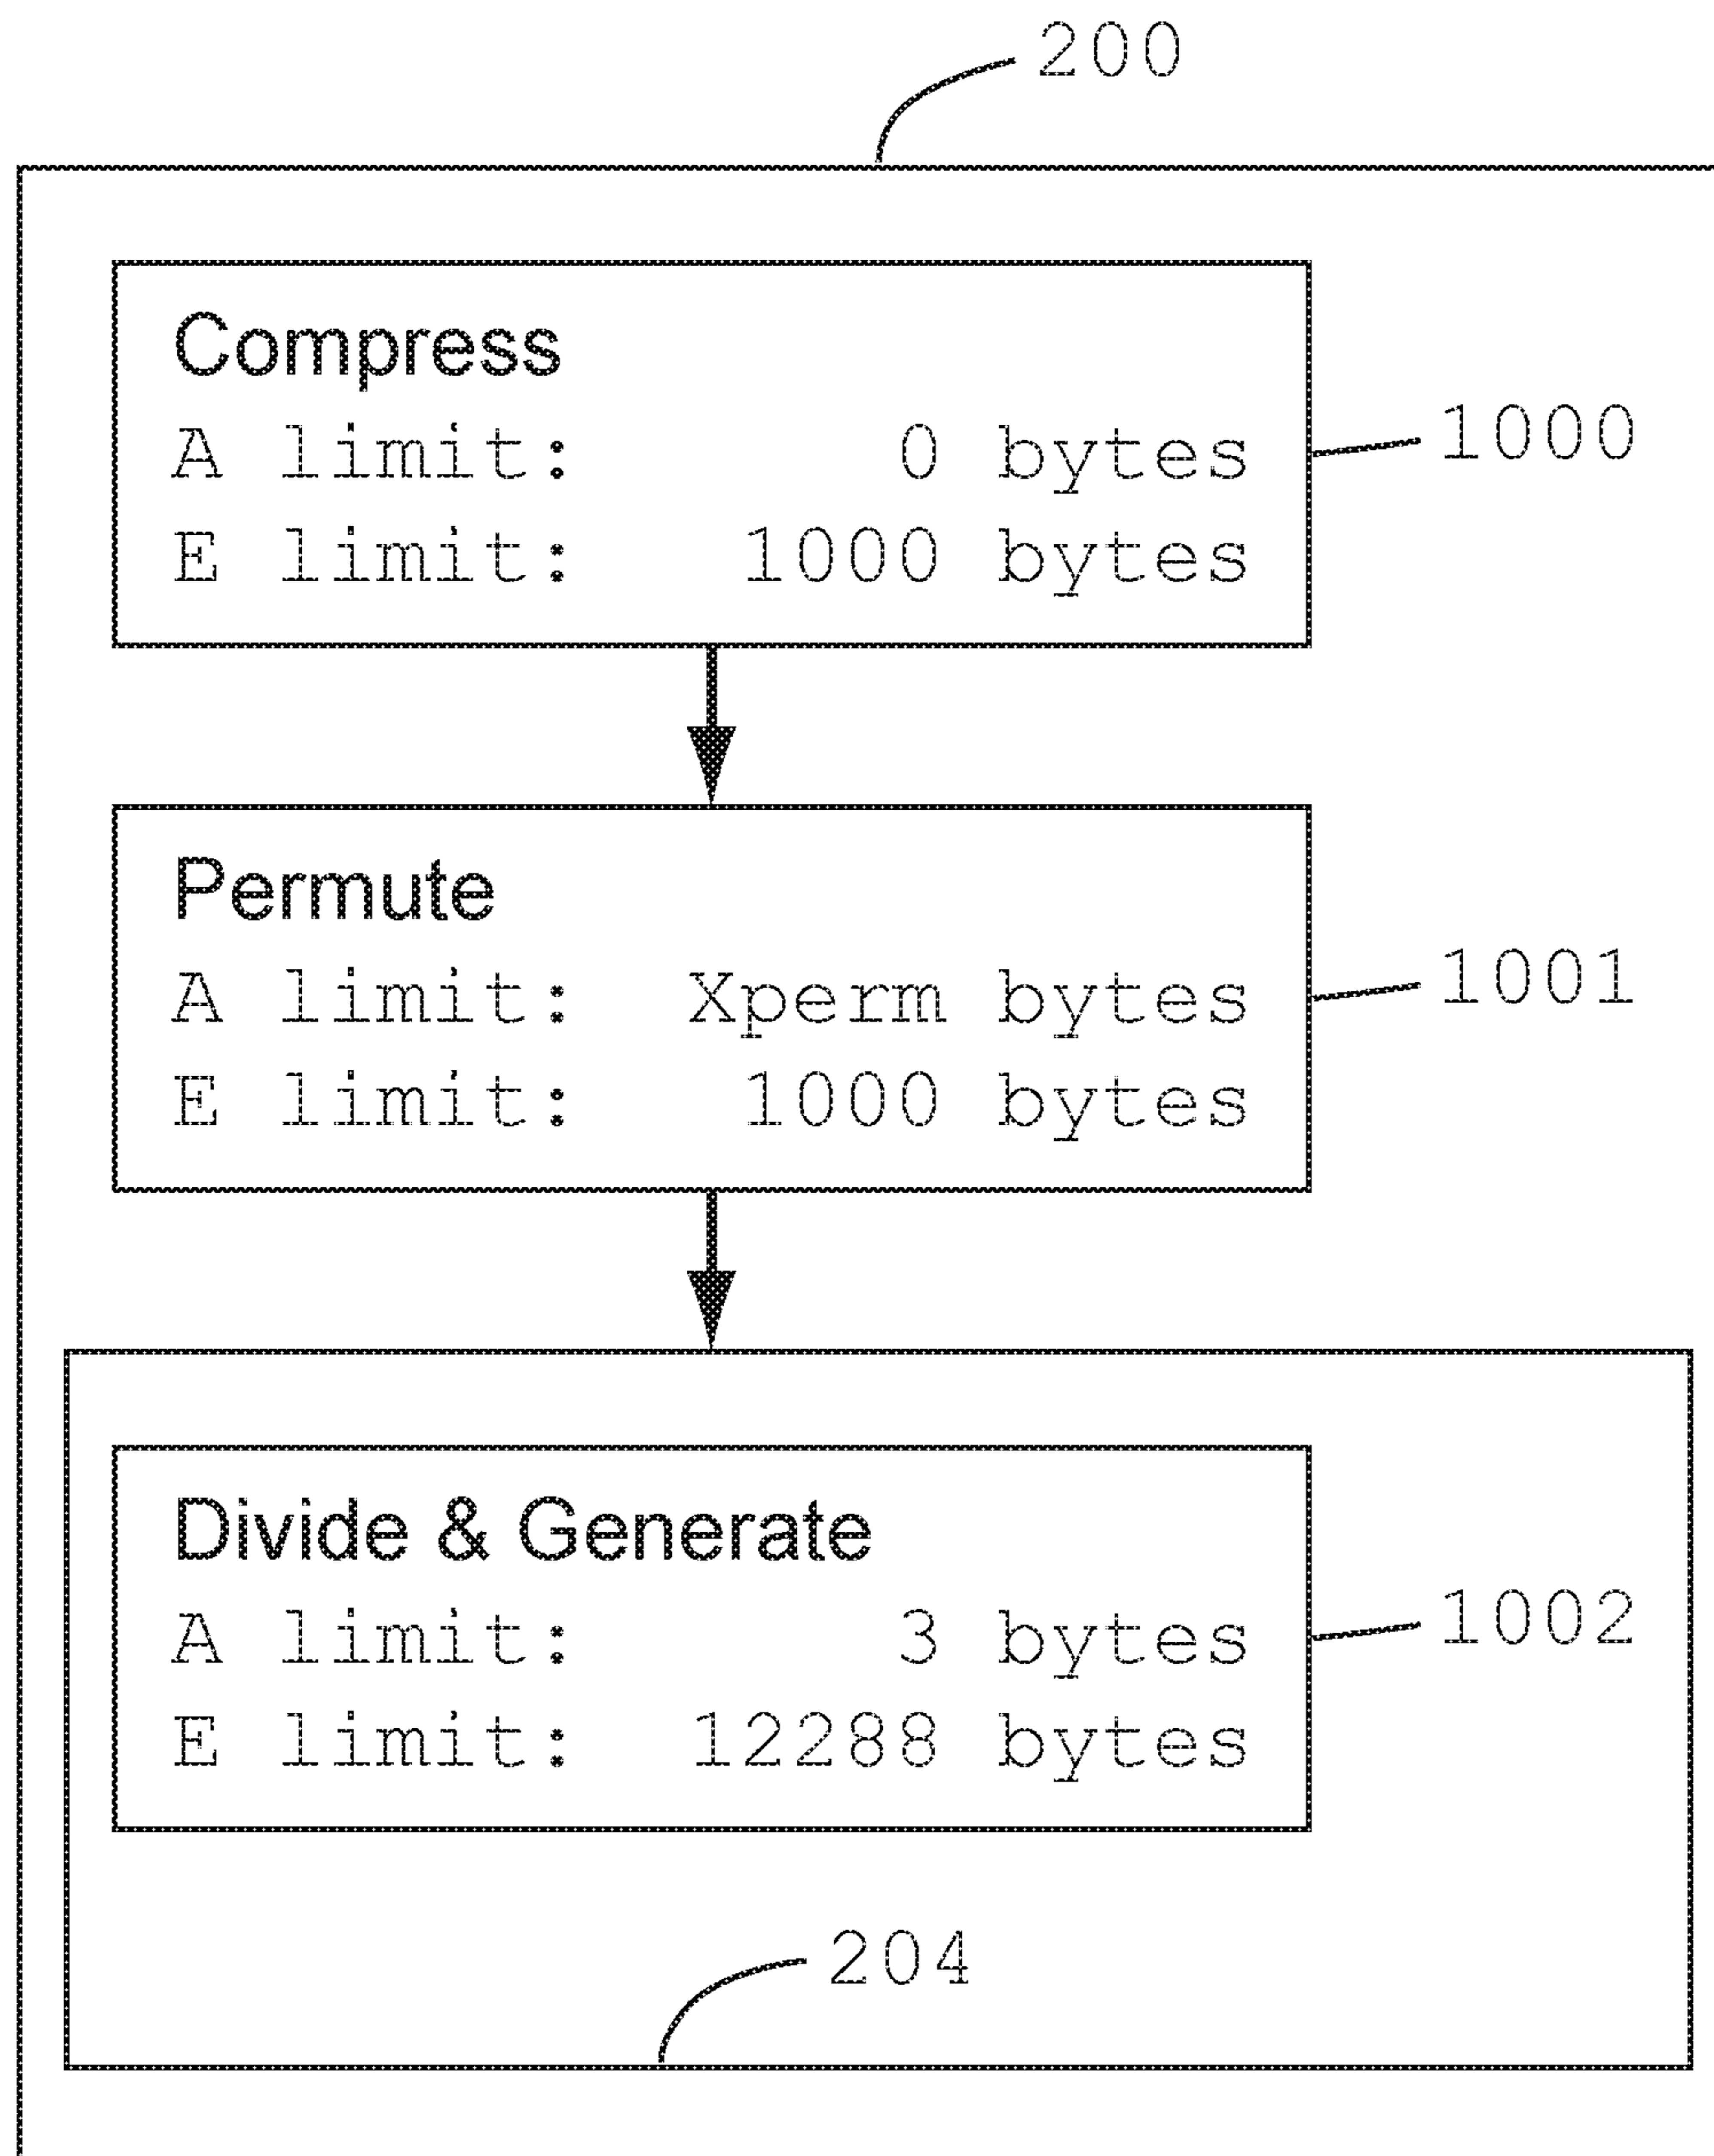 200
Compress
A limit: 0 bytes
E limit: 1000 bytes
1000
Permute
A limit: Xperm bytes
E limit: 1000 bytes
1001
Divide & Generate
A limit: 3 bytes
E limit: 12288 bytes
1002
204